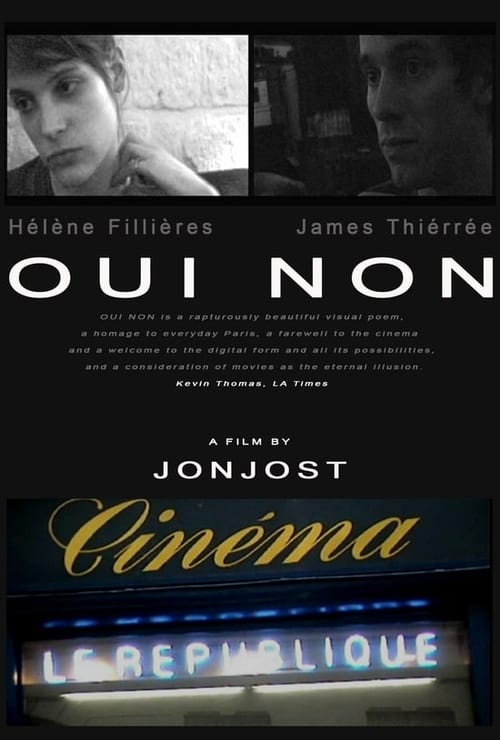 Hélène Fillières James Thiérrée
OUI NON
OUI NON is a rapturously beautiful visual poem,
a homage to everyday Paris, a farewell to the cinema
and a welcome to the digital form and all its possibilities,
and a consideration of movies as the eternal illusion.
Kevin Thomas, LA Times
A FILM BY
JONJOST
Cinéma
LE REPUBLIQUE